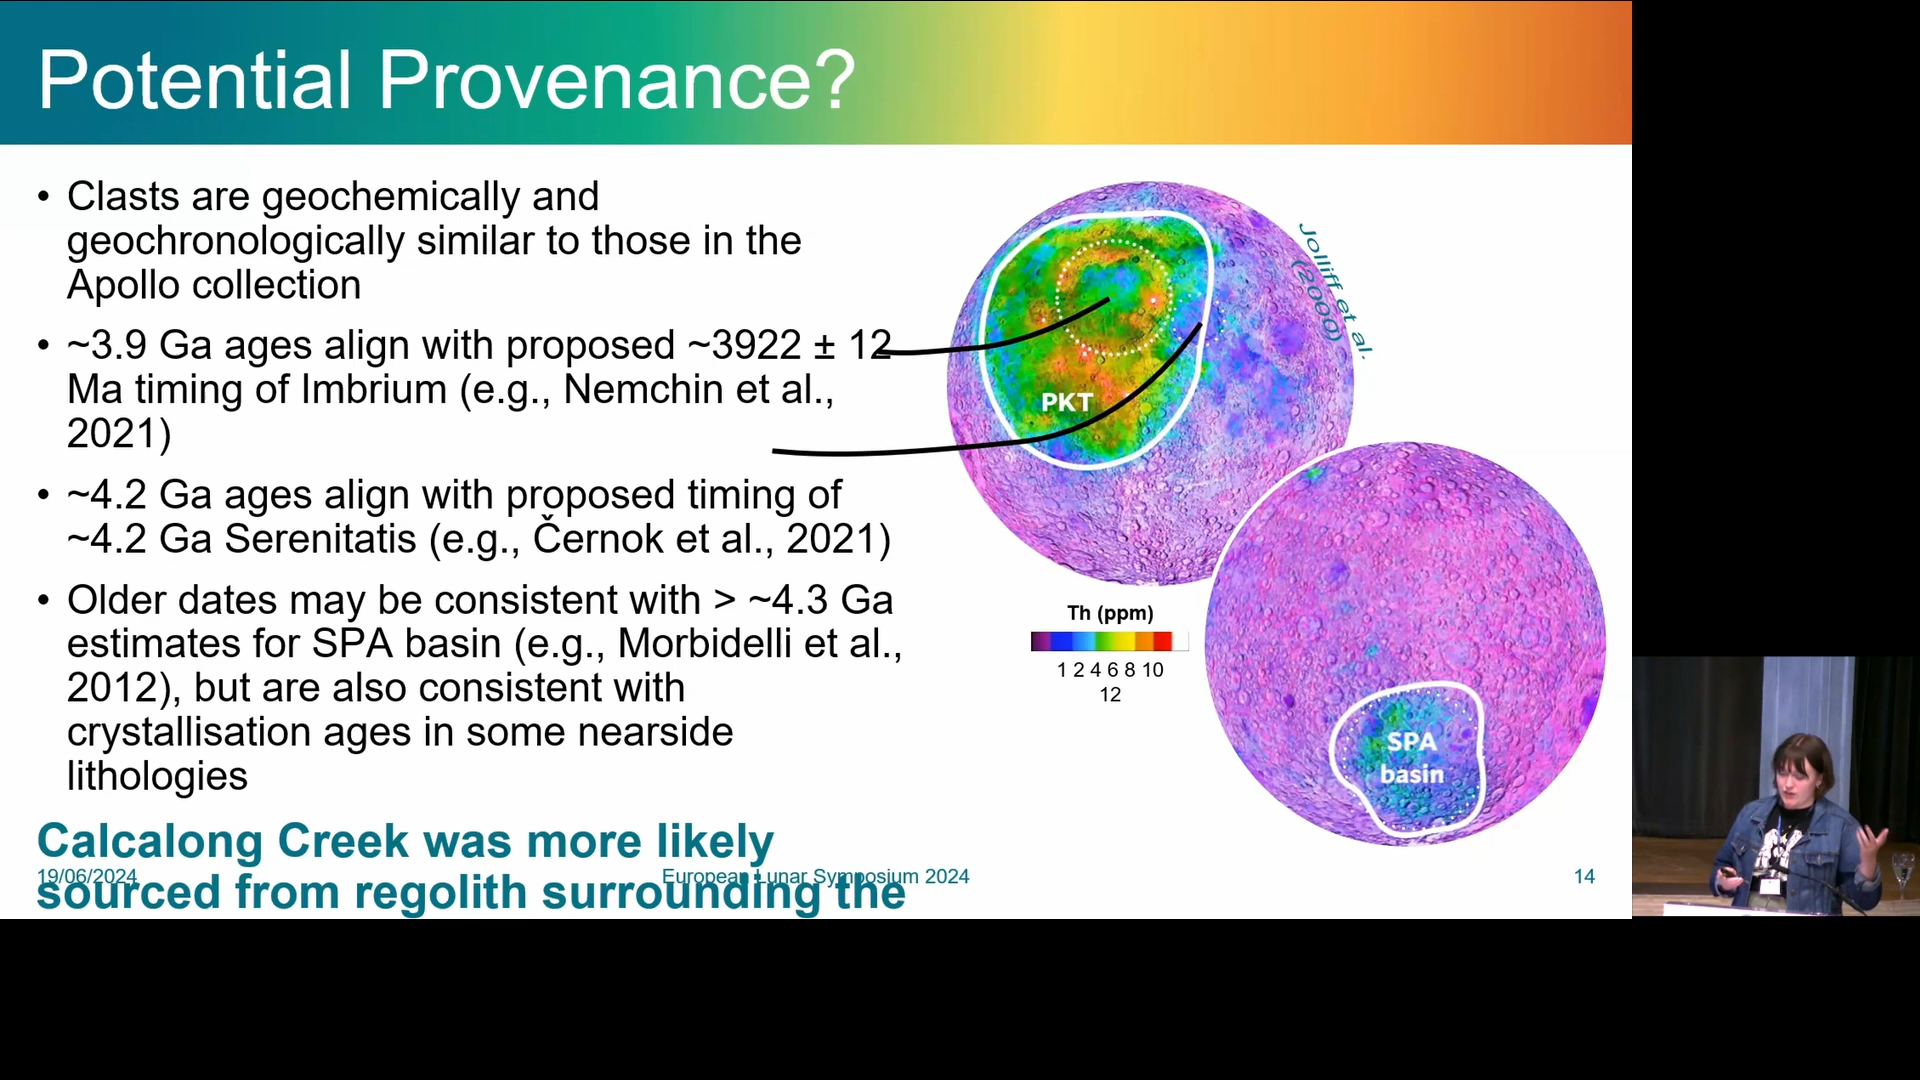 Potential Provenance?
• Clasts are geochemically and
geochronologically similar to those in the
Apollo collection
• ~3.9 Ga ages align with proposed ~3922 ± 12
Ma timing of Imbrium (e.g., Nemchin et al.,
2021)
• ~4.2 Ga ages align with proposed timing of
~4.2 Ga Serenitatis (e.g., Černok et al., 2021)
• Older dates may be consistent with > ~4.3 Ga
estimates for SPA basin (e.g., Morbidelli et al.,
2012), but are also consistent with
crystallisation ages in some nearside
lithologies
Calcalong Creek was more likely
sourced from regolith surrounding the
Jolliff et al.
(2000)
PKT
Th (ppm)
1 2 4 6 8 10
12
SPA
basin
19/06/2024
European Lunar Symposium 2024
14